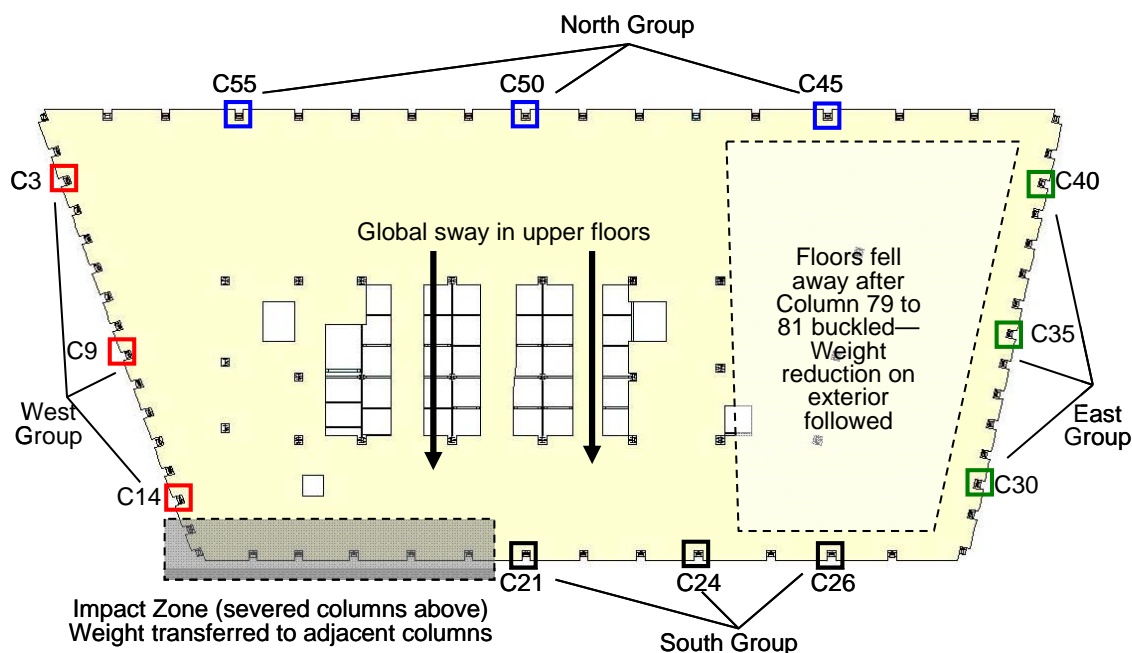 North Group
C55
C50
C45
C3
C40
Global sway in upper floors
Floors fell
away after
Column 79 to
81 buckled—
Weight
reduction on
exterior
followed
C9
C35
West
Group
East
Group
C14
C30
C21
C24
C26
Impact Zone (severed columns above)
Weight transferred to adjacent columns
South Group